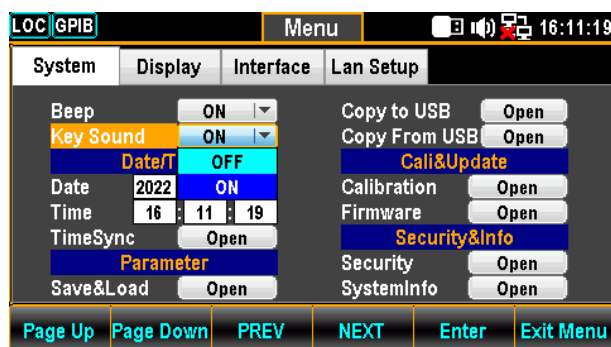 LOC GPIB Menu 16:11:19
System Display Interface Lan Setup
Beep ON Copy to USB Open
Key Sound ON Copy From USB Open
Date/T OFF Cali&Update
Date 2022 ON Calibration Open
Time 16 : 11 : 19 Firmware Open
TimeSync Open Security&Info
Parameter Security Open
Save&Load Open SystemInfo Open
Page Up Page Down PREV NEXT Enter Exit Menu